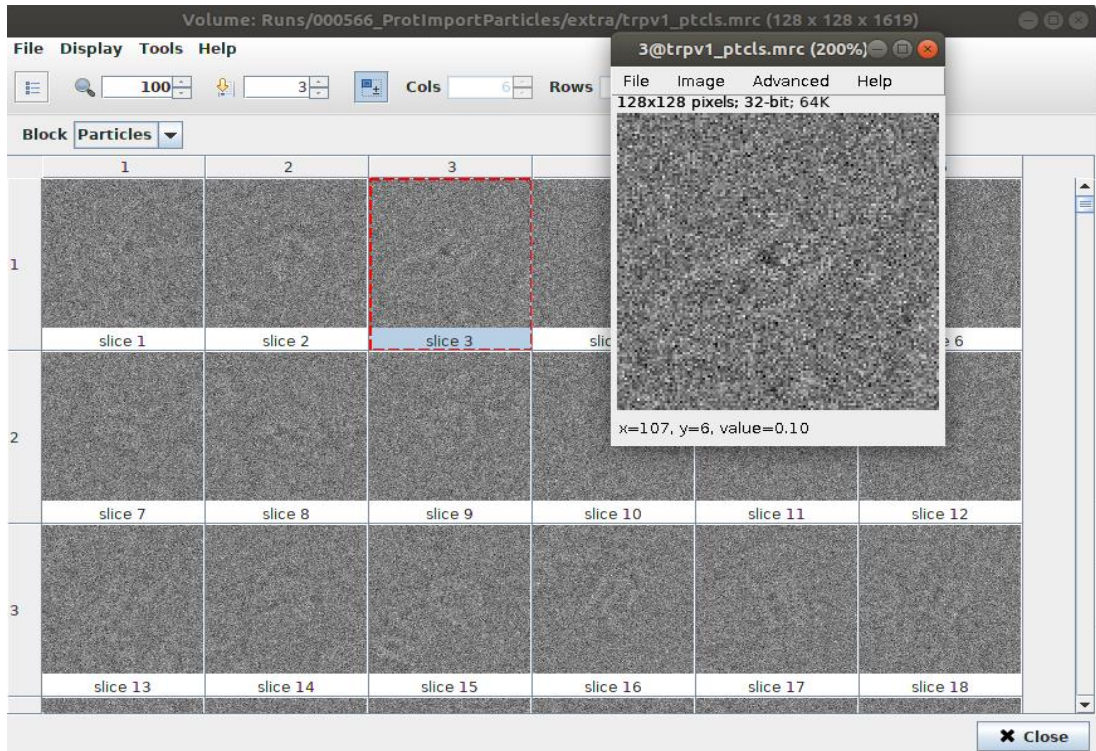 Volume: Runs/000566_ProtImportParticles/extra/trpv1_ptcls.mrc (128 x 128 x 1619)
File Display Tools Help
100 3 Cols 6 Rows
Block Particles
3@trpv1_ptcls.mrc (200%)
File Image Advanced Help
128x128 pixels; 32-bit; 64K
x=107, y=6, value=0.10
1 2 3
1
slice 1 slice 2 slice 3 6
2
slice 7 slice 8 slice 9 slice 10 slice 11 slice 12
3
slice 13 slice 14 slice 15 slice 16 slice 17 slice 18
Close